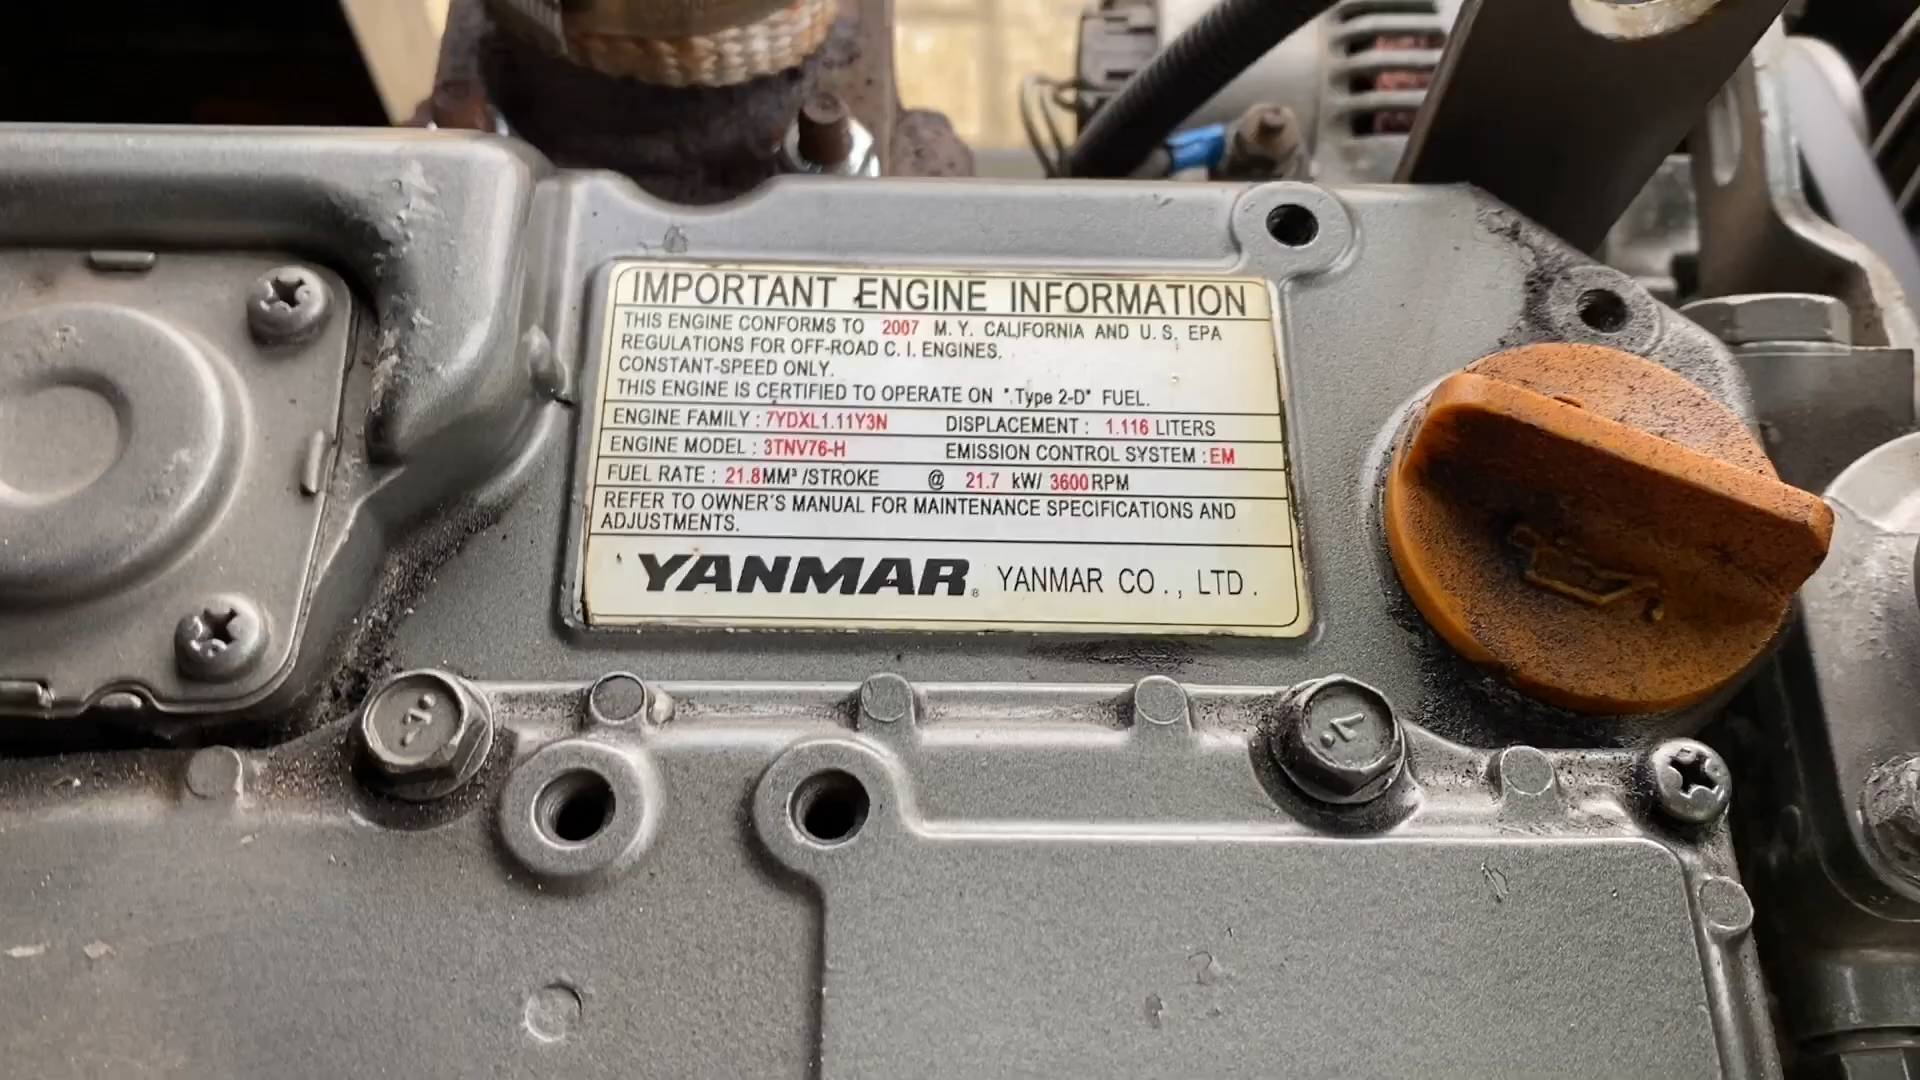 IMPORTANT ENGINE INFORMATION
THIS ENGINE CONFORMS TO 2007 M. Y. CALIFORNIA AND U. S. EPA
REGULATIONS FOR OFF-ROAD C. I. ENGINES.
CONSTANT-SPEED ONLY.
THIS ENGINE IS CERTIFIED TO OPERATE ON "Type 2-D" FUEL.
ENGINE FAMILY : 7YDXL1.11Y3N DISPLACEMENT : 1.116 LITERS
ENGINE MODEL : 3TNV76-H EMISSION CONTROL SYSTEM : EM
FUEL RATE : 21.8MM³/STROKE @ 21.7 kW/ 3600RPM
REFER TO OWNER'S MANUAL FOR MAINTENANCE SPECIFICATIONS AND
ADJUSTMENTS.
YANMAR® YANMAR CO., LTD.
7
7